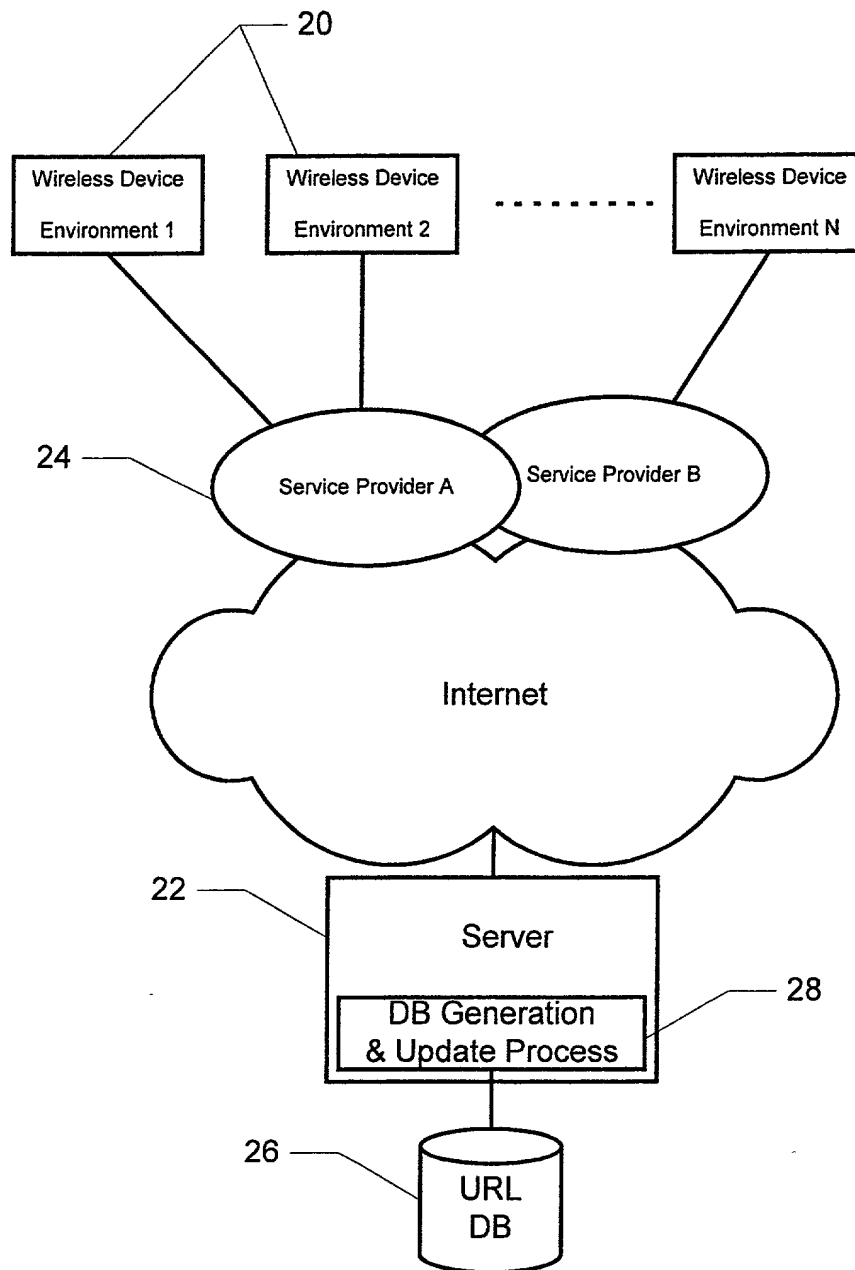 20
Wireless Device
Environment 1
Wireless Device
Environment 2
Wireless Device
Environment N
24
Service Provider A
Service Provider B
Internet
22
Server
28
DB Generation
& Update Process
26
URL
DB